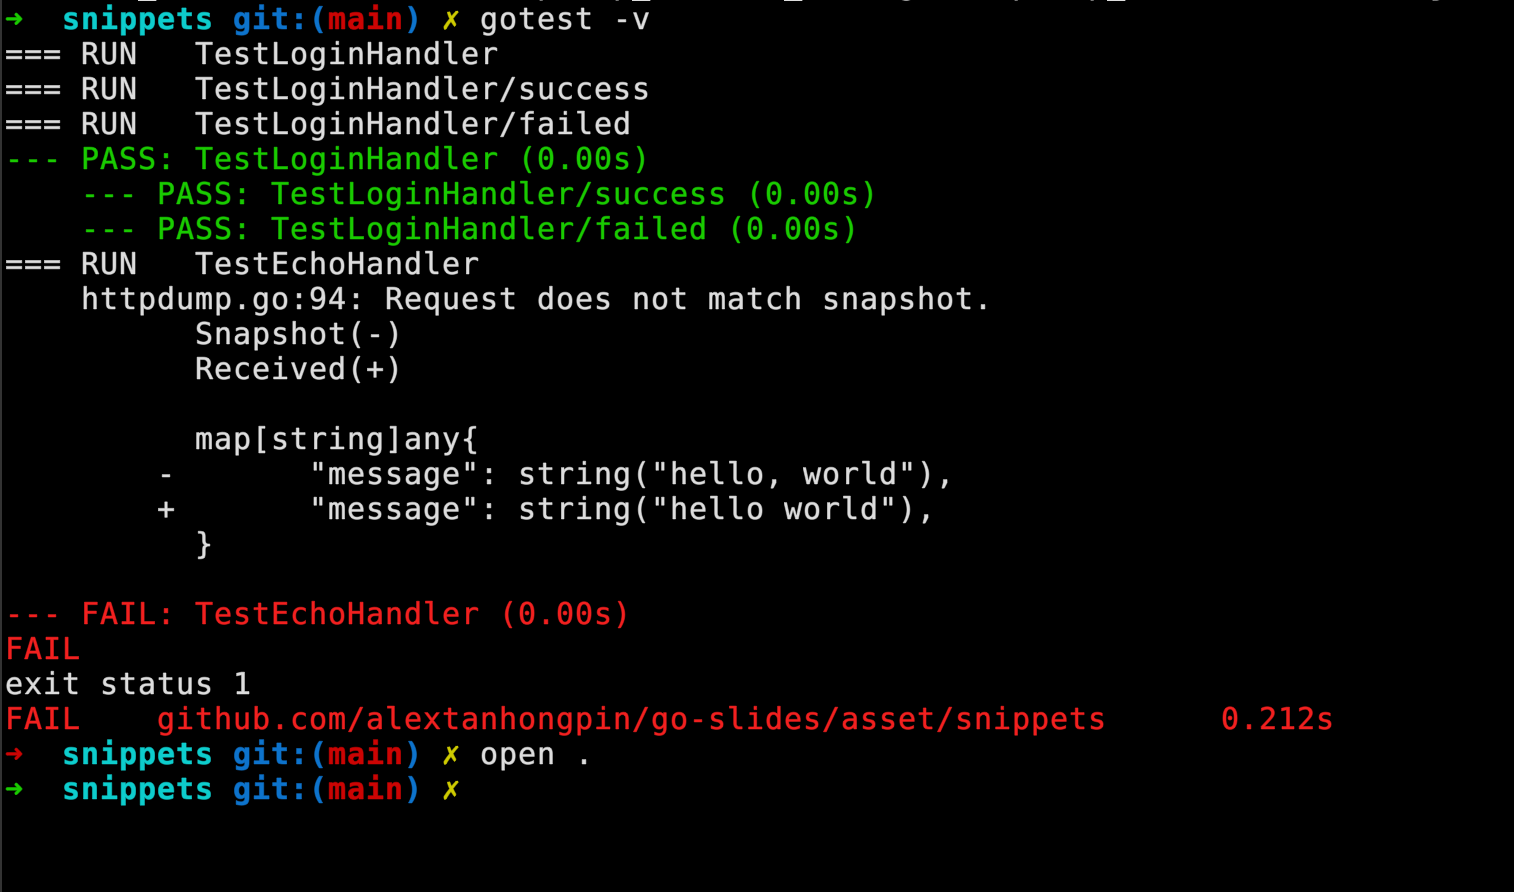 ➜  snippets git:(main) ✗ gotest -v
=== RUN   TestLoginHandler
=== RUN   TestLoginHandler/success
=== RUN   TestLoginHandler/failed
--- PASS: TestLoginHandler (0.00s)
    --- PASS: TestLoginHandler/success (0.00s)
    --- PASS: TestLoginHandler/failed (0.00s)
=== RUN   TestEchoHandler
    httpdump.go:94: Request does not match snapshot.
          Snapshot(-)
          Received(+)
          map[string]any{
        -       "message": string("hello, world"),
        +       "message": string("hello world"),
          }
--- FAIL: TestEchoHandler (0.00s)
FAIL
exit status 1
FAIL    github.com/alextanhongpin/go-slides/asset/snippets      0.212s
➜  snippets git:(main) ✗ open .
➜  snippets git:(main) ✗